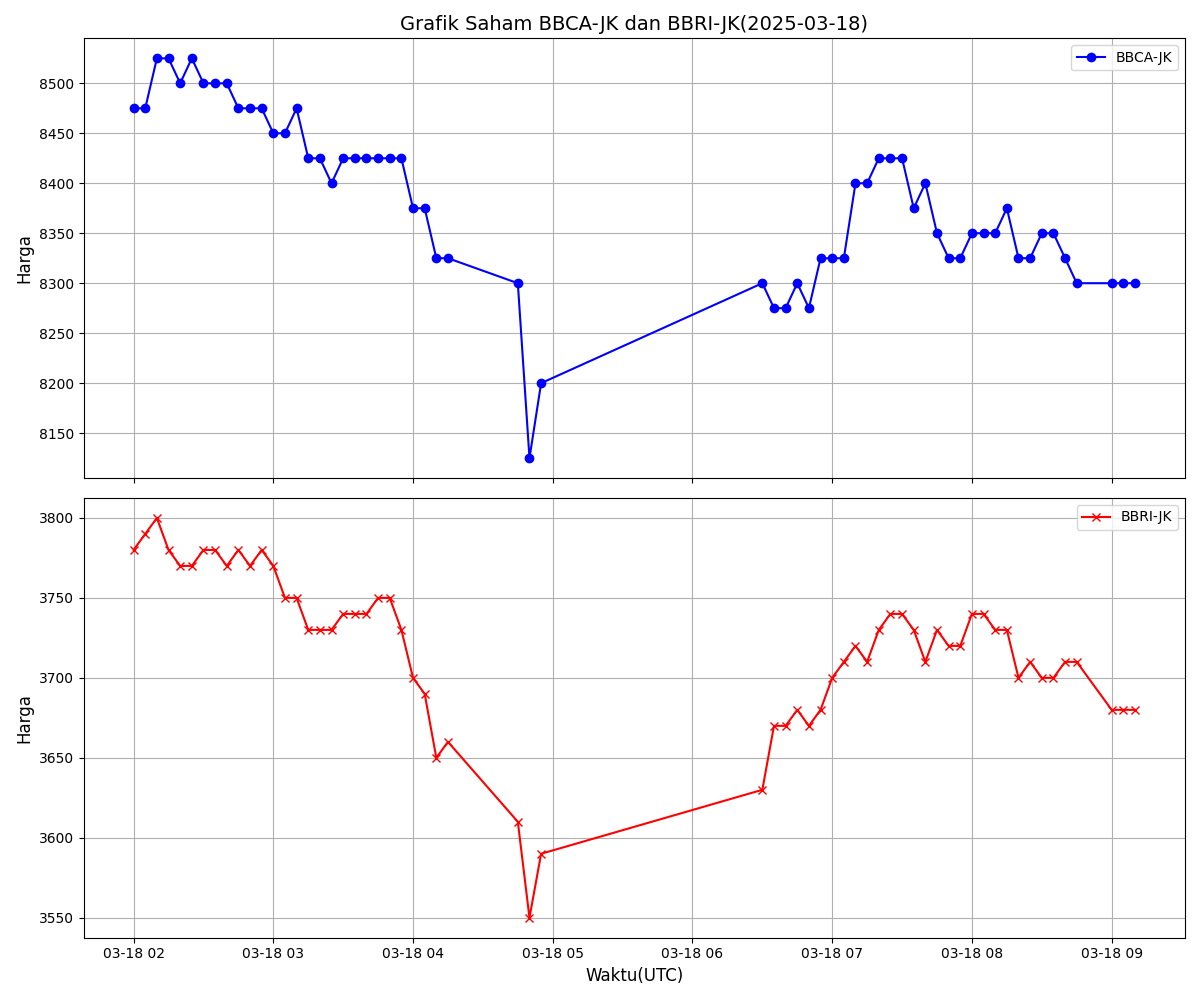 Grafik Saham BBCA-JK dan BBRI-JK(2025-03-18)
BBCA-JK
8500
8450
8400
8350
8300
8250
8200
8150
Harga
BBRI-JK
3800
3750
3700
3650
3600
3550
Harga
03-18 02 03-18 03 03-18 04 03-18 05 03-18 06 03-18 07 03-18 08 03-18 09
Waktu(UTC)